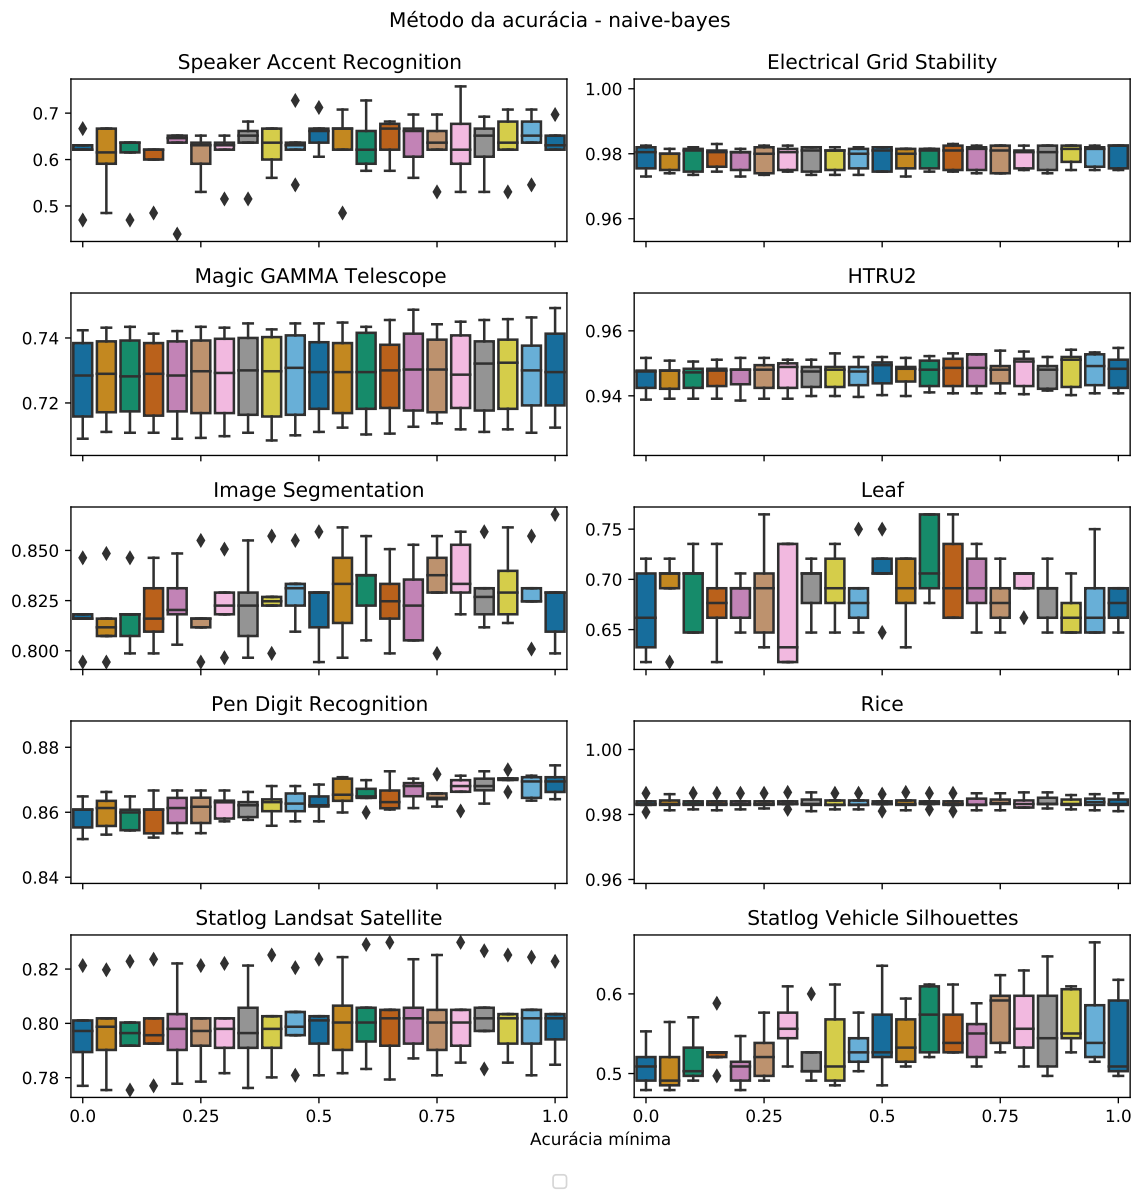 Método da acurácia - naive-bayes
Speaker Accent Recognition
0.7
0.6
0.5
Electrical Grid Stability
1.00
0.98
0.96
Magic GAMMA Telescope
0.74
0.72
HTRU2
0.96
0.94
Image Segmentation
0.850
0.825
0.800
Leaf
0.75
0.70
0.65
Pen Digit Recognition
0.88
0.86
0.84
Rice
1.00
0.98
0.96
Statlog Landsat Satellite
0.82
0.80
0.78
0.0 0.25 0.5 0.75 1.0
Statlog Vehicle Silhouettes
0.6
0.5
0.0 0.25 0.5 0.75 1.0
Acurácia mínima